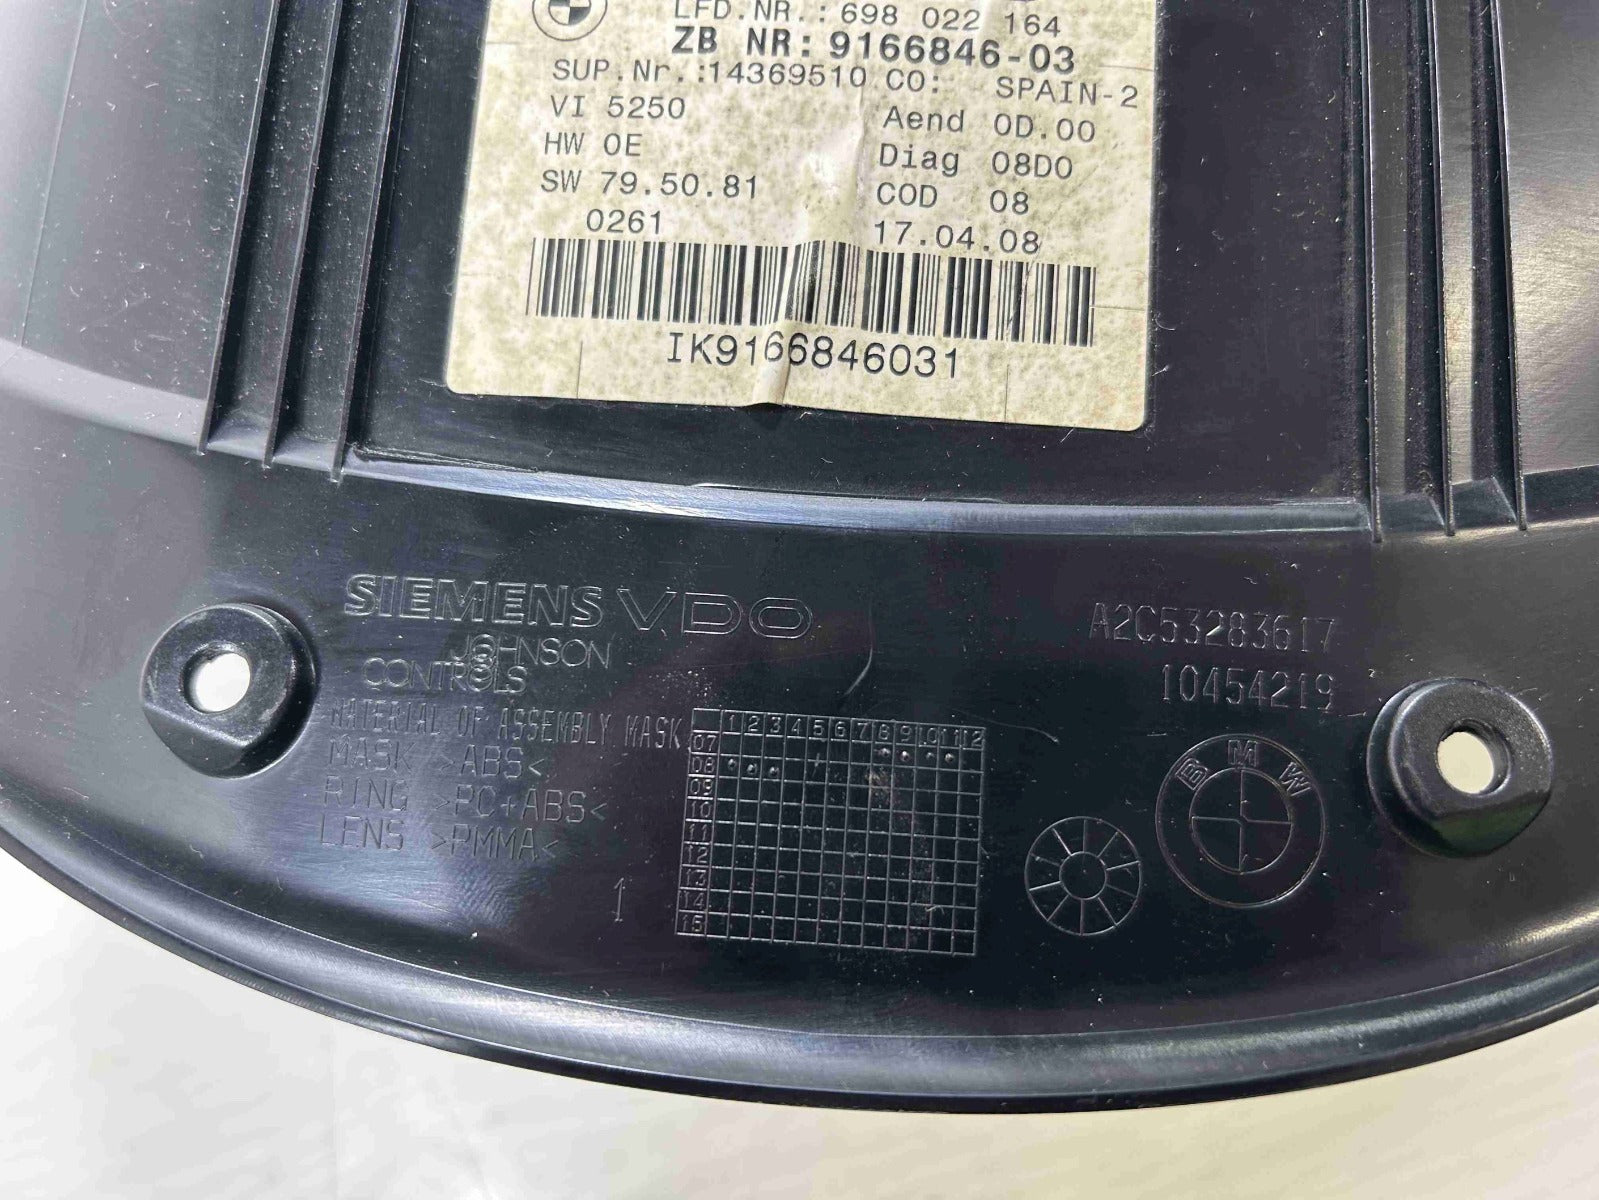 LFD.NR.: 698 022 164
ZB NR: 9166846-03
SUP.Nr.:14369510 CO: SPAIN-2
VI 5250 Aend 0D.00
HW 0E Diag 08D0
SW 79.50.81 COD 08
0261 17.04.08
IK9166846031
SIEMENS VDO
JOHNSON
CONTROLS
A2C53283617
10454219
MATERIAL OF ASSEMBLY MASK
MASK >ABS<
RING >PC+ABS<
LENS >PMMA<
1
1 2 3 4 5 6 7 8 9 10 11 12
07
08
09
10
11
12
13
14
15
BMW